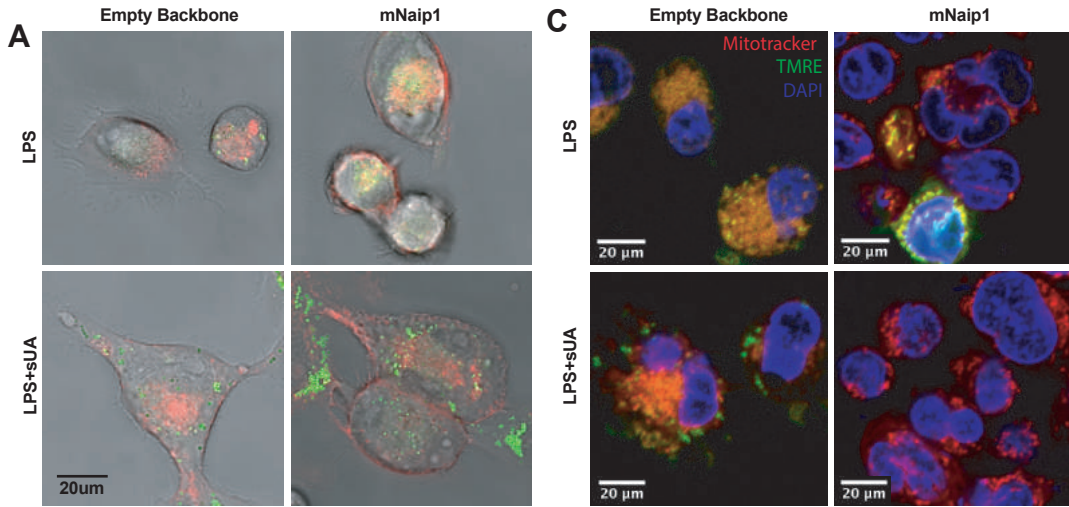 Empty Backbone
mNaip1
Empty Backbone
mNaip1
A
C
LPS
LPS
Mitotracker
TMRE
DAPI
20 µm
20 µm
LPS+sUA
LPS+sUA
20um
20 µm
20 µm